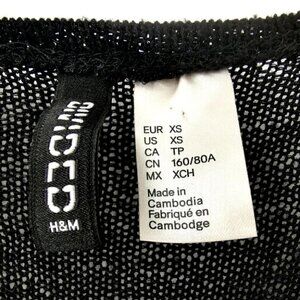 DIVIDED
H&M
EUR XS
US XS
CA TP
CN 160/80A
MX XCH
Made in
Cambodia
Fabriqué en
Cambodge